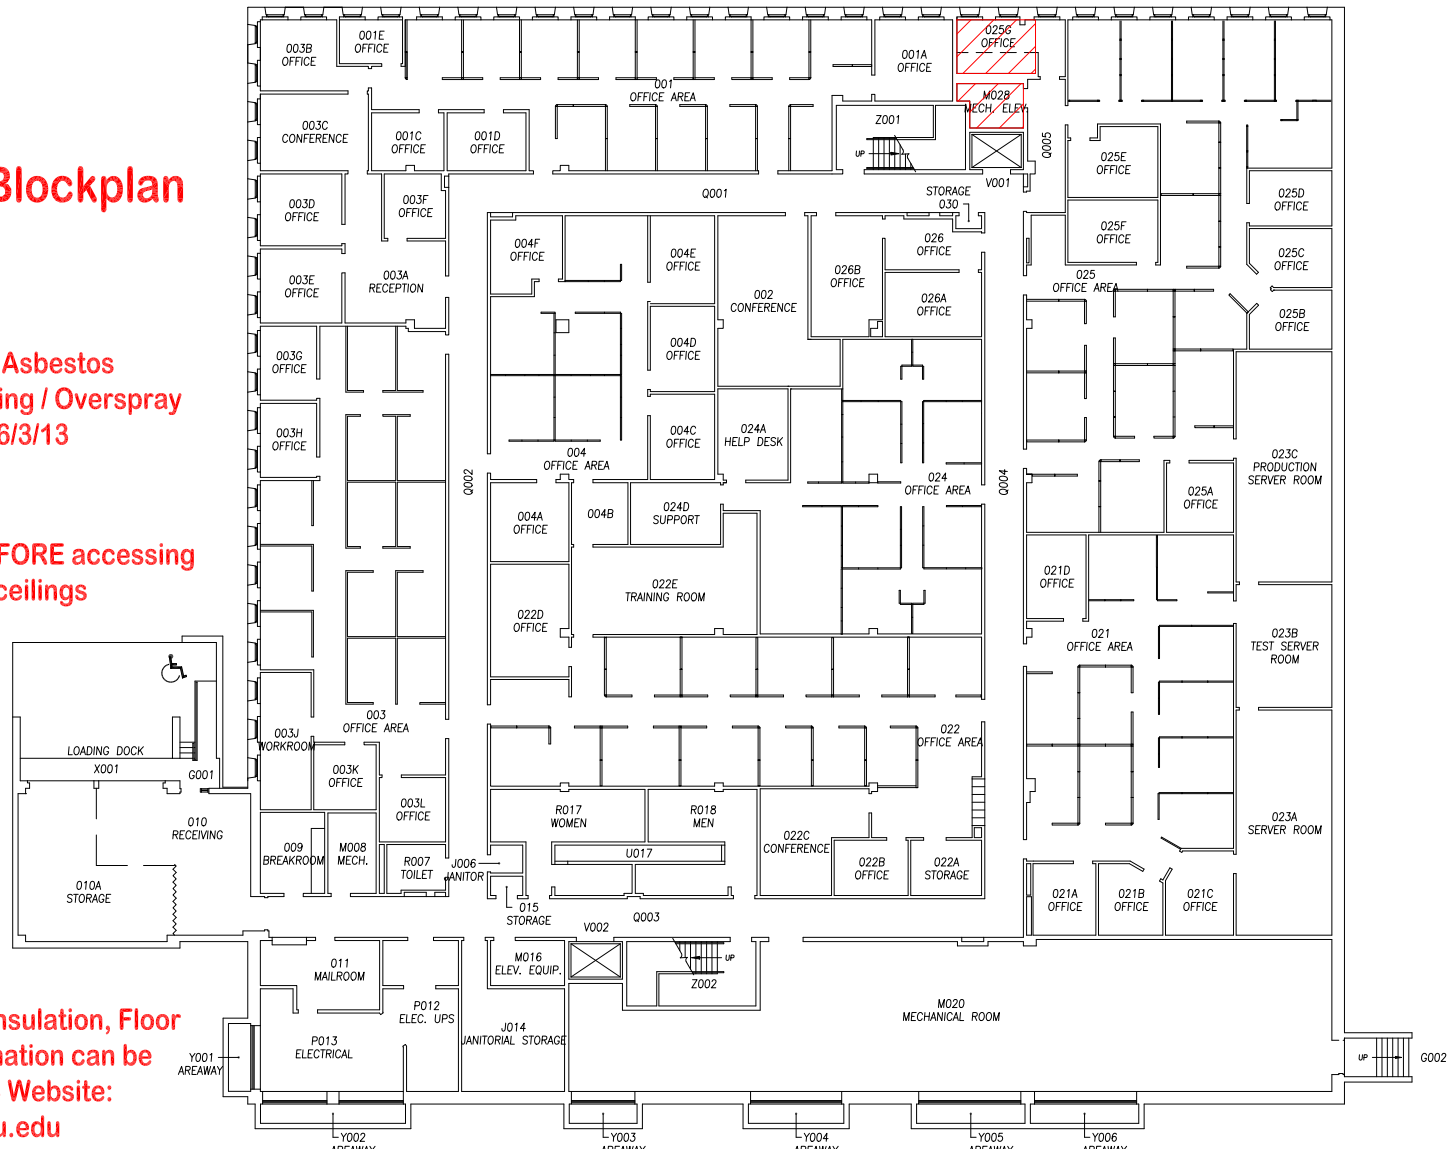 Blockplan
Asbestos
ing / Overspray
6/3/13
FORE accessing
ceilings
nsulation, Floor
nation can be
Website:
u.edu
003B
OFFICE
001E
OFFICE
001A
OFFICE
025G
OFFICE
001
OFFICE AREA
M028
MECH. ELEV.
003C
CONFERENCE
001C
OFFICE
001D
OFFICE
Z001
UP
Q005
025E
OFFICE
V001
Q001
STORAGE
030
003D
OFFICE
003F
OFFICE
025D
OFFICE
004F
OFFICE
004E
OFFICE
026
OFFICE
025F
OFFICE
025C
OFFICE
003E
OFFICE
003A
RECEPTION
002
CONFERENCE
026B
OFFICE
026A
OFFICE
025
OFFICE AREA
025B
OFFICE
003G
OFFICE
004D
OFFICE
003H
OFFICE
004C
OFFICE
024A
HELP DESK
004
OFFICE AREA
Q002
024
OFFICE AREA
Q004
023C
PRODUCTION
SERVER ROOM
025A
OFFICE
004A
OFFICE
004B
024D
SUPPORT
022E
TRAINING ROOM
021D
OFFICE
022D
OFFICE
021
OFFICE AREA
023B
TEST SERVER
ROOM
003
OFFICE AREA
003J
WORKROOM
022
OFFICE AREA
LOADING DOCK
X001
G001
003K
OFFICE
003L
OFFICE
R017
WOMEN
R018
MEN
010
RECEIVING
023A
SERVER ROOM
009
BREAKROOM
M008
MECH.
R007
TOILET
J006
JANITOR
U017
022C
CONFERENCE
022B
OFFICE
022A
STORAGE
010A
STORAGE
021A
OFFICE
021B
OFFICE
021C
OFFICE
015
STORAGE
Q003
V002
011
MAILROOM
M016
ELEV. EQUIP.
UP
Z002
P012
ELEC. UPS
M020
MECHANICAL ROOM
J014
JANITORIAL STORAGE
P013
ELECTRICAL
Y001
AREAWAY
UP
G002
Y002
AREAWAY
Y003
AREAWAY
Y004
AREAWAY
Y005
AREAWAY
Y006
AREAWAY